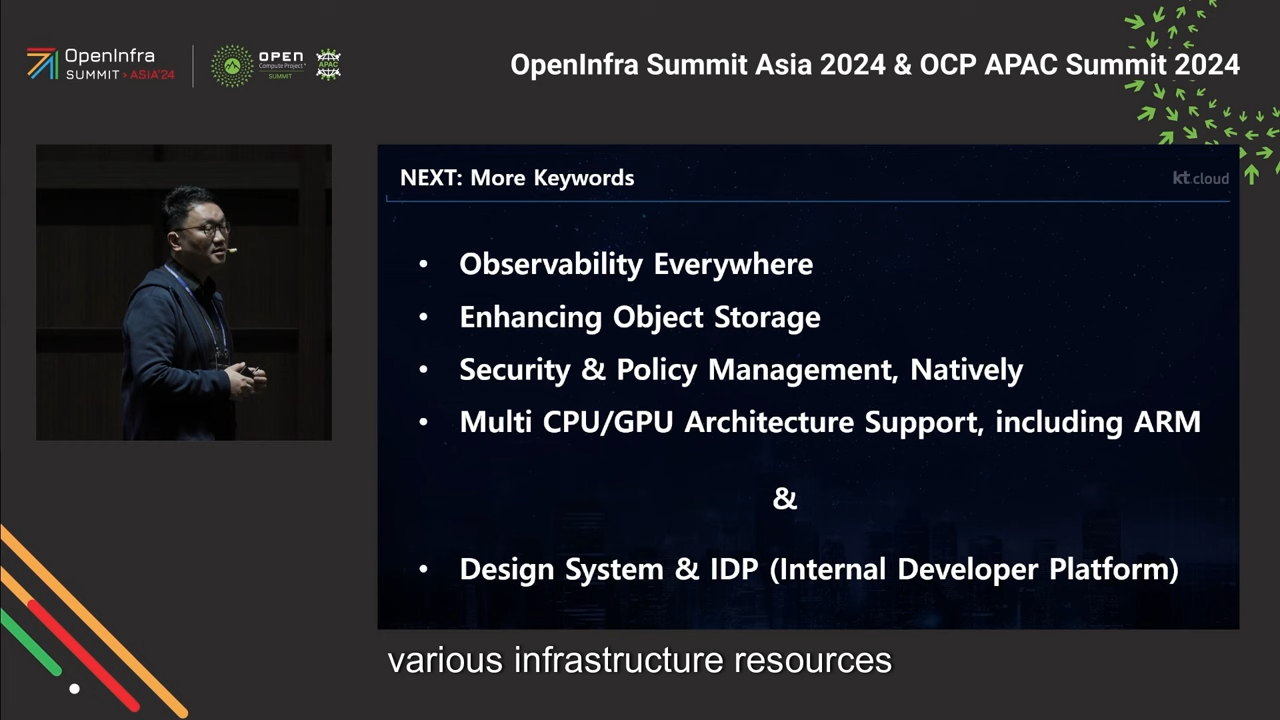 OpenInfra
SUMMIT • ASIA'24
OPEN
Compute Project®
SUMMIT
APAC
OpenInfra Summit Asia 2024 & OCP APAC Summit 2024
NEXT: More Keywords
kt cloud
• Observability Everywhere
• Enhancing Object Storage
• Security & Policy Management, Natively
• Multi CPU/GPU Architecture Support, including ARM
&
• Design System & IDP (Internal Developer Platform)
various infrastructure resources